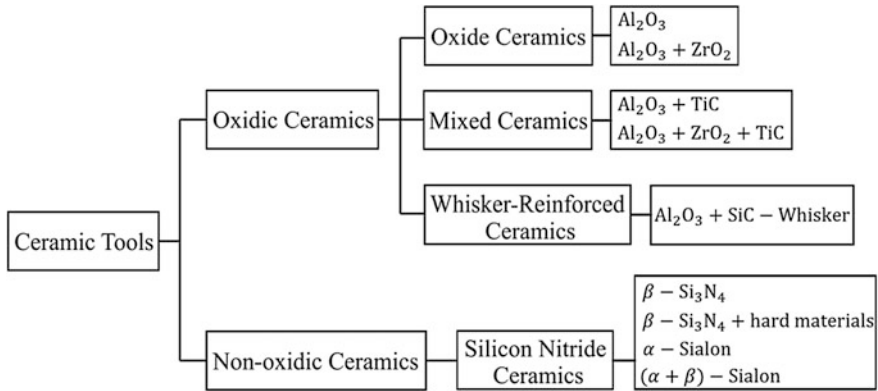 Ceramic Tools
Oxidic Ceramics
Oxide Ceramics
Al₂O₃
Al₂O₃ + ZrO₂
Mixed Ceramics
Al₂O₃ + TiC
Al₂O₃ + ZrO₂ + TiC
Whisker-Reinforced
Ceramics
Al₂O₃ + SiC − Whisker
Non-oxidic Ceramics
Silicon Nitride
Ceramics
β − Si₃N₄
β − Si₃N₄ + hard materials
α − Sialon
(α + β) − Sialon